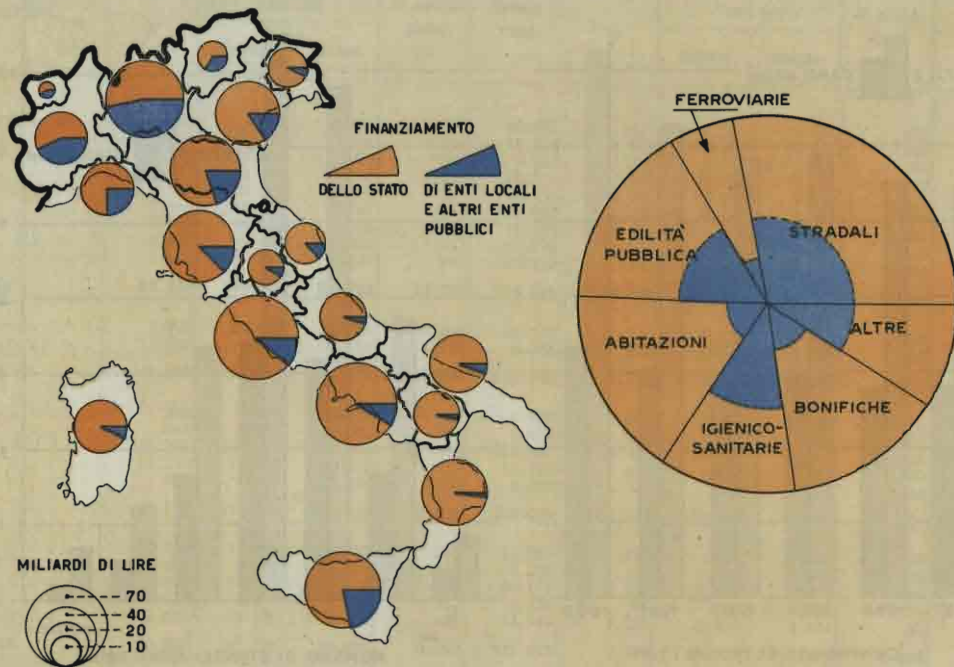 FINANZIAMENTO
DELLO STATO
DI ENTI LOCALI
E ALTRI ENTI
PUBBLICI
FERROVIARIE
EDILITÀ
PUBBLICA
STRADALI
ABITAZIONI
ALTRE
BONIFICHE
IGIENICO-
SANITARIE
MILIARDI DI LIRE
70
40
20
10